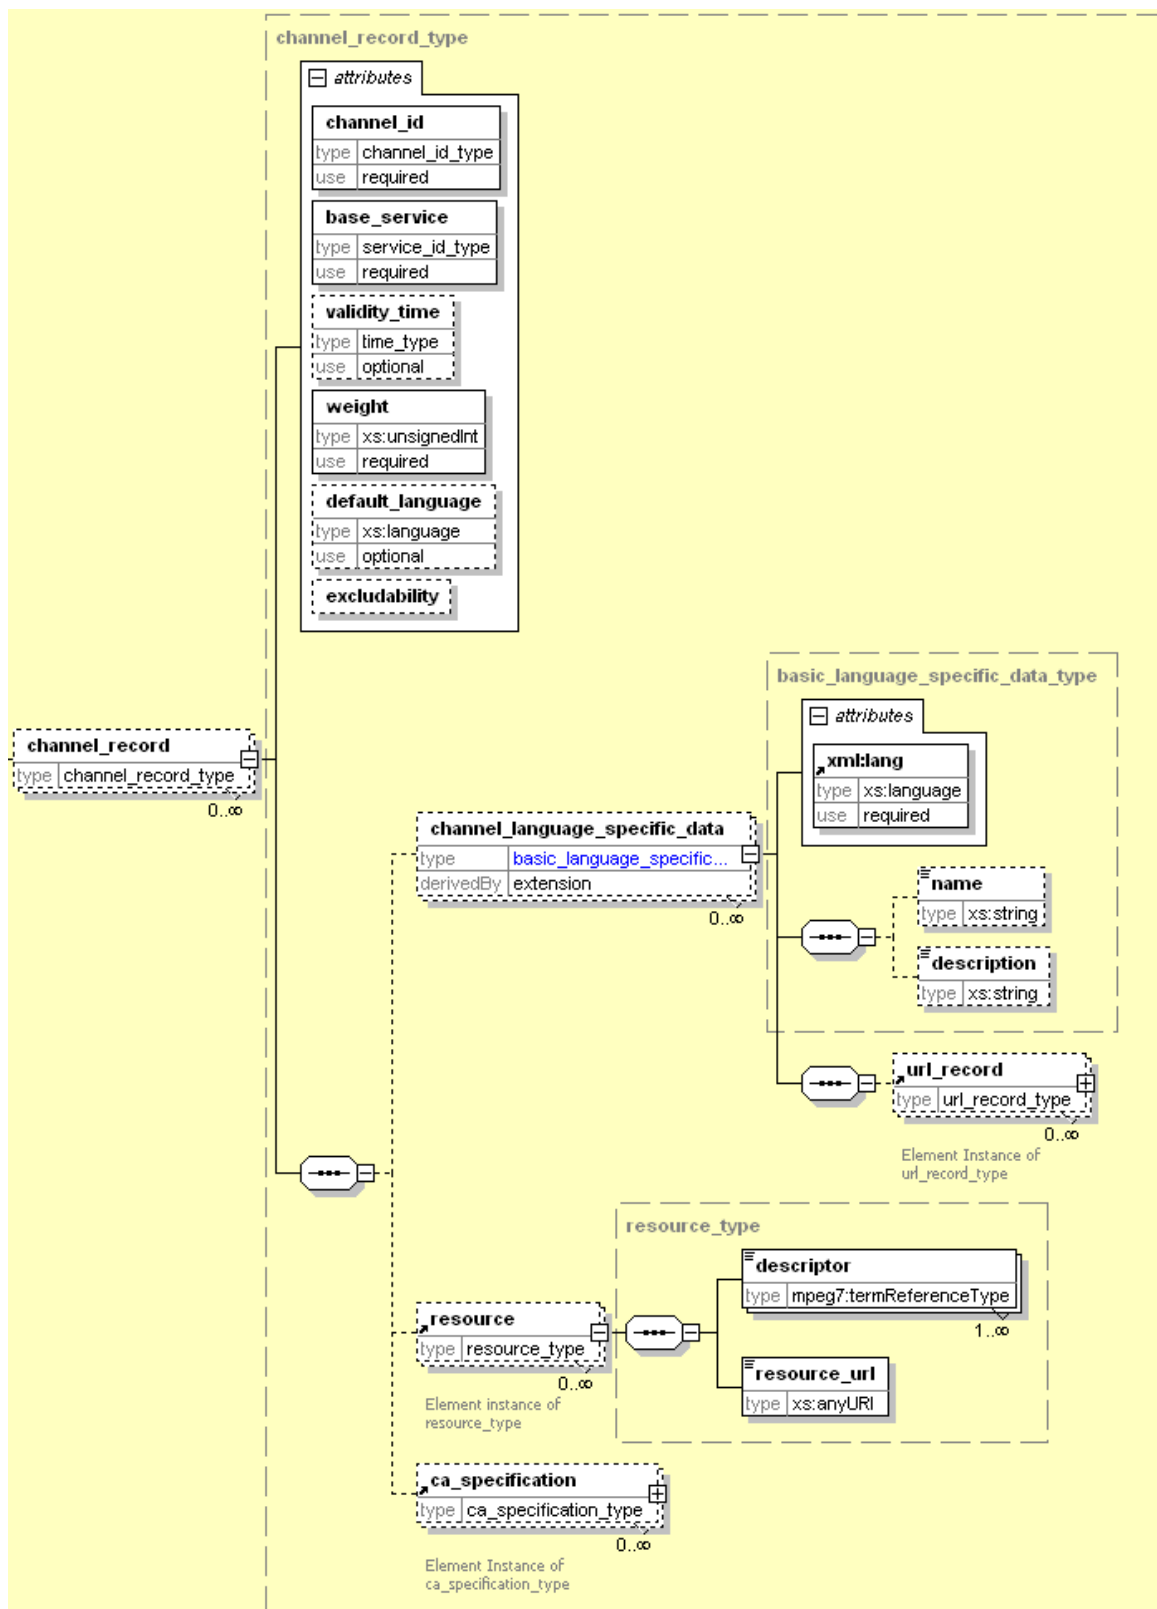 channel_record_type
attributes
channel_id
type channel_id_type
use required
base_service
type service_id_type
use required
validity_time
type time_type
use optional
weight
type xs:unsignedInt
use required
default_language
type xs:language
use optional
excludability
channel_record
type channel_record_type
0..∞
basic_language_specific_data_type
attributes
xml:lang
type xs:language
use required
channel_language_specific_data
type basic_language_specific...
derivedBy extension
0..∞
name
type xs:string
description
type xs:string
url_record
type url_record_type
0..∞
Element Instance of
url_record_type
resource_type
descriptor
type mpeg7:termReferenceType
1..∞
resource
type resource_type
0..∞
Element instance of
resource_type
resource_url
type xs:anyURI
ca_specification
type ca_specification_type
0..∞
Element Instance of
ca_specification_type